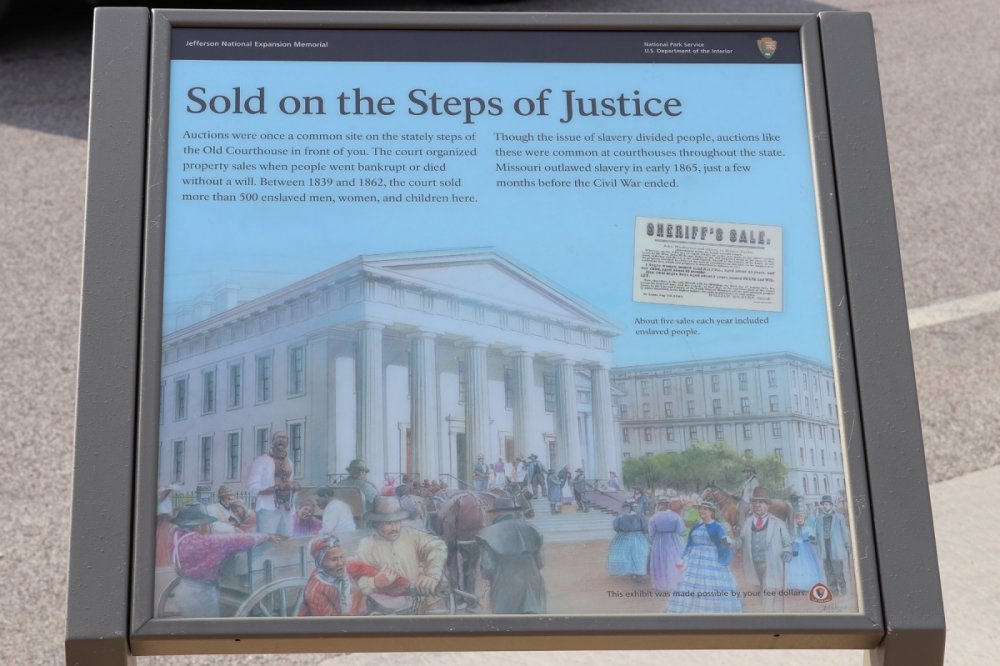 Jefferson National Expansion Memorial
National Park Service
U.S. Department of the Interior
Sold on the Steps of Justice
Auctions were once a common site on the stately steps of
the Old Courthouse in front of you. The court organized
property sales when people went bankrupt or died
without a will. Between 1839 and 1862, the court sold
more than 500 enslaved men, women, and children here.
Though the issue of slavery divided people, auctions like
these were common at courthouses throughout the state.
Missouri outlawed slavery in early 1865, just a few
months before the Civil War ended.
SHERIFF'S SALE.
About five sales each year included
enslaved people.
This exhibit was made possible by your fee dollars.